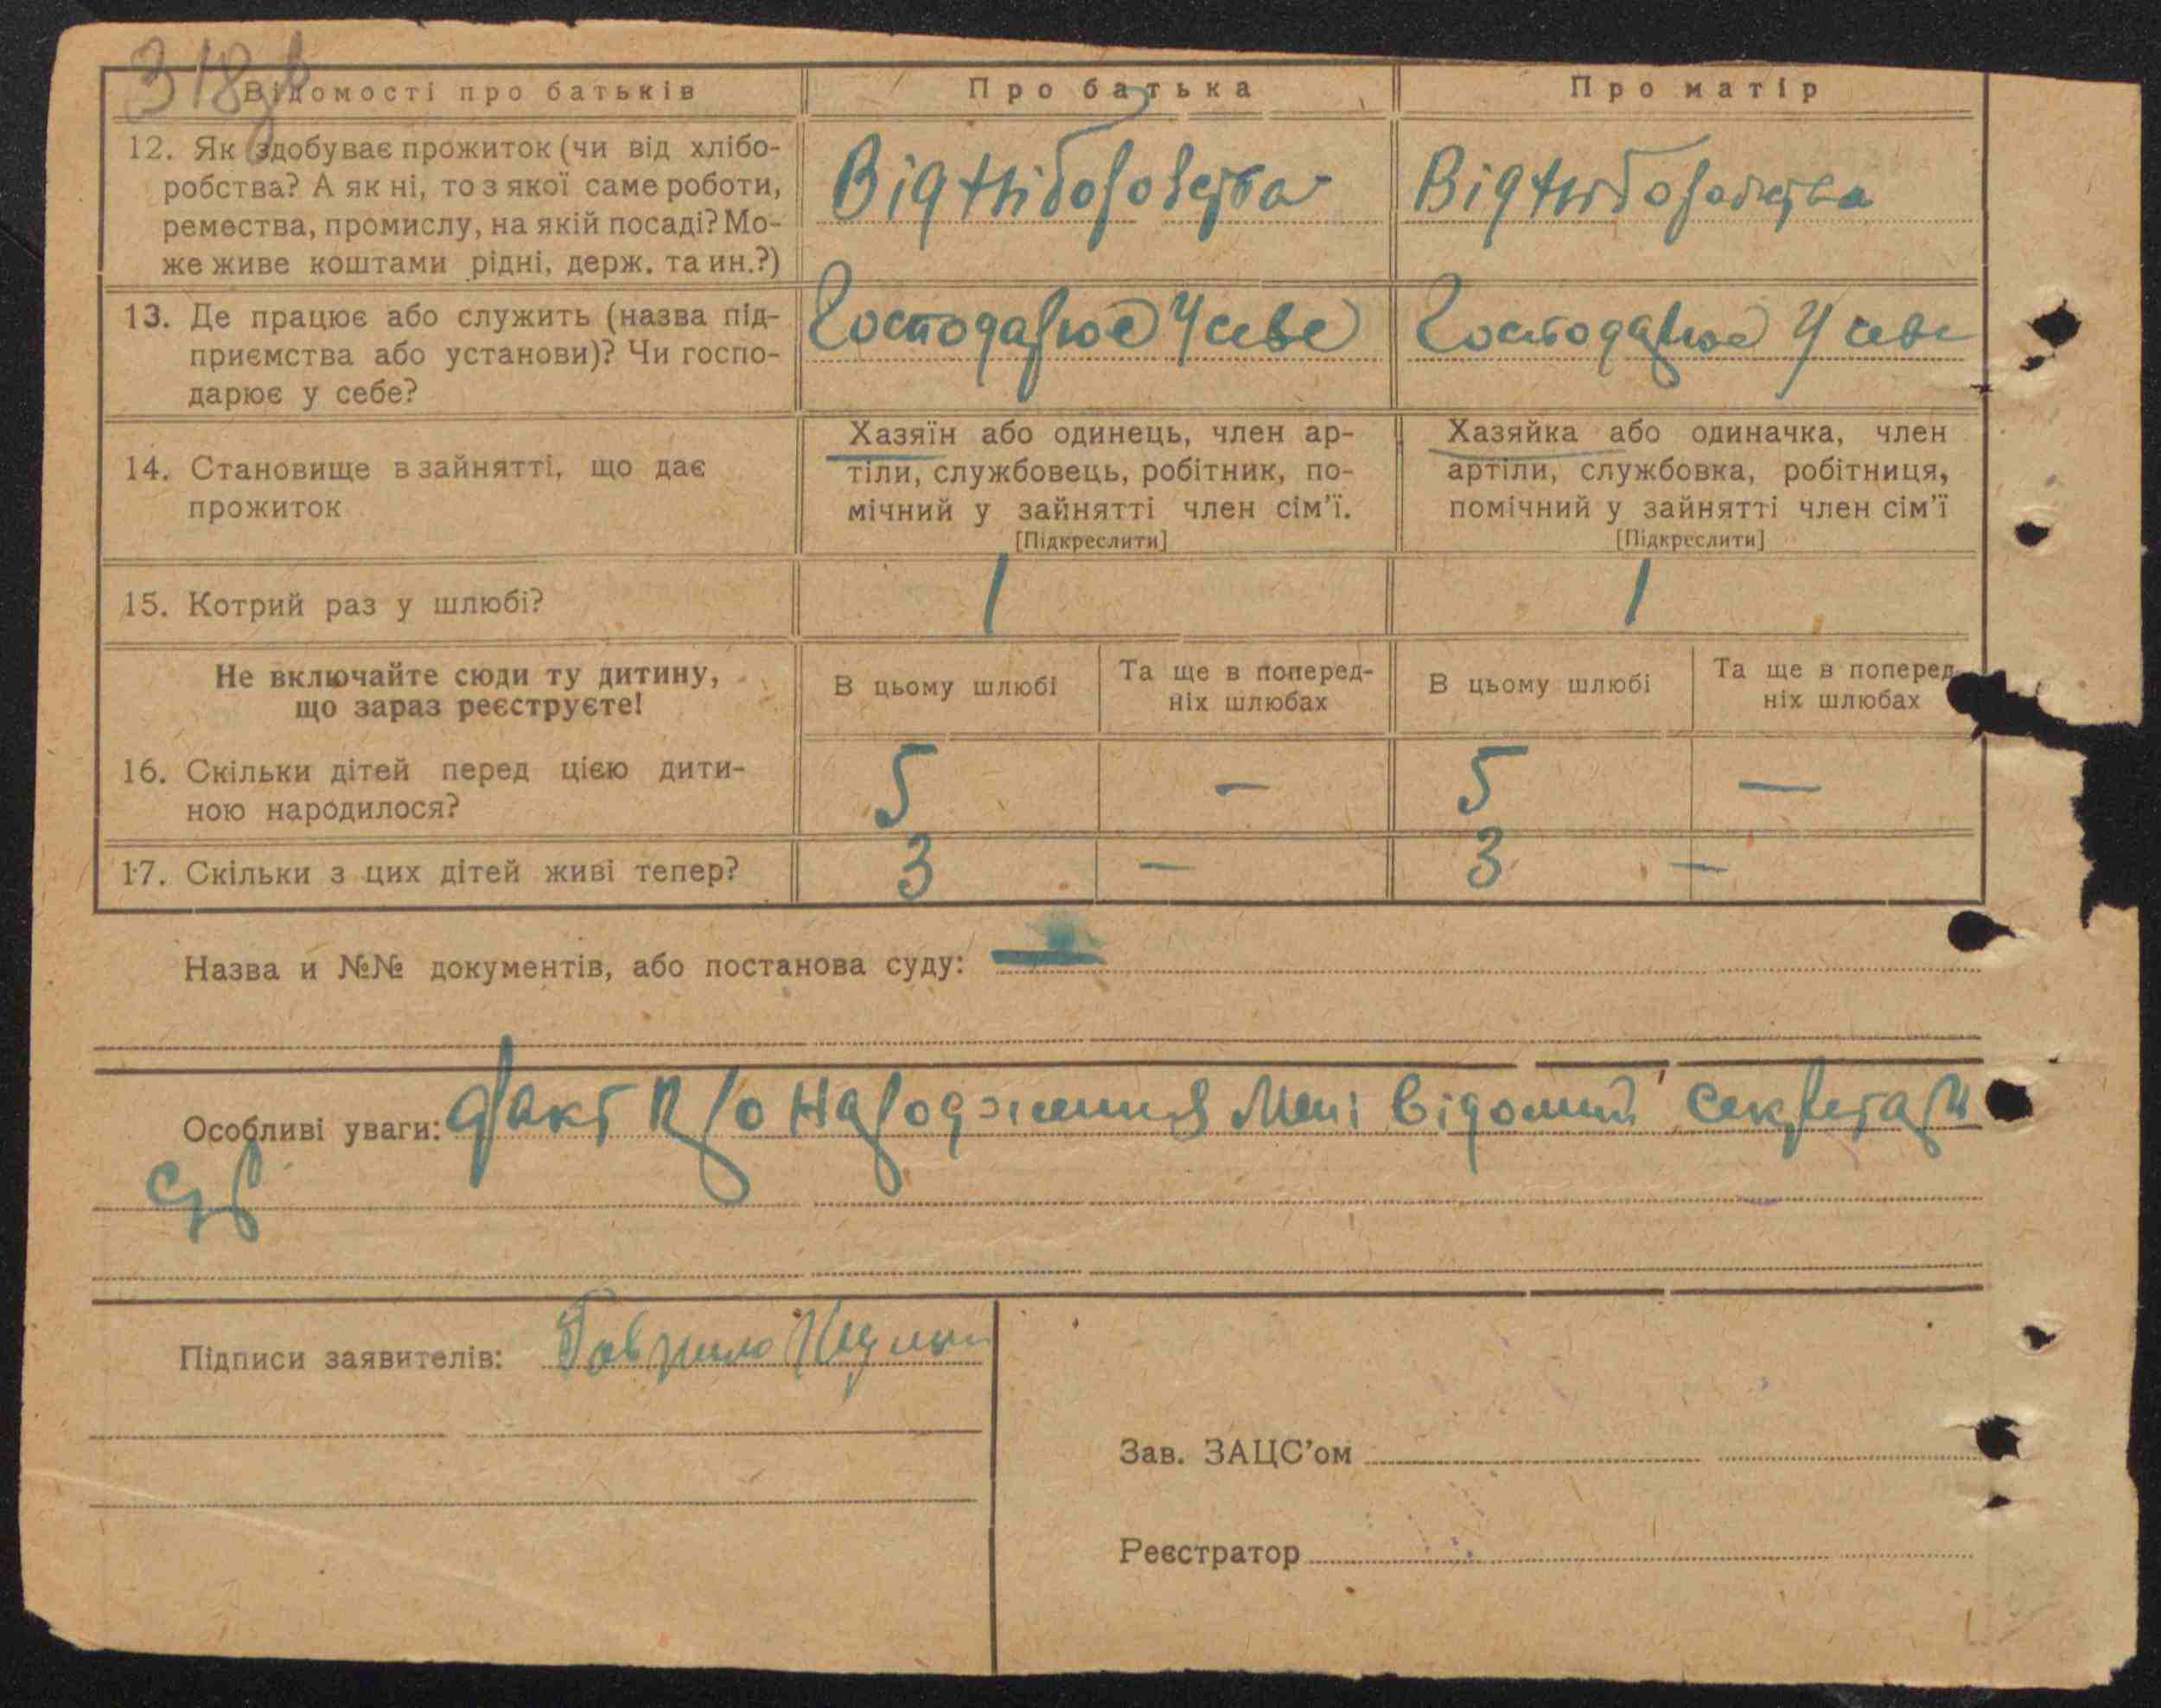 318
Відомості про батьків
Про батька
Про матір
12. Як здобуває прожиток (чи від хлібо-
робства? А як ні, то з якої саме роботи,
ремества, промислу, на якій посаді? Мо-
же живе коштами рідні, держ. та ин.?)
Від хліборобства
Від хліборобства
13. Де працює або служить (назва під-
приємства або установи)? Чи госпо-
дарює у себе?
Господарює У себе
Господарює У себе
14. Становище в зайнятті, що дає
прожиток
Хазяїн або одинець, член ар-
тіли, службовець, робітник, по-
мічний у зайнятті член сім'ї.
[Підкреслити]
Хазяйка або одиначка, член
артіли, службовка, робітниця,
помічний у зайнятті член сім'ї
[Підкреслити]
15. Котрий раз у шлюбі?
1
1
Не включайте сюди ту дитину,
що зараз реєструєте!
В цьому шлюбі
Та ще в поперед-
ніх шлюбах
В цьому шлюбі
Та ще в поперед-
ніх шлюбах
16. Скільки дітей перед цією дити-
ною народилося?
5 — 5 —
17. Скільки з цих дітей живі тепер?
3 — 3 —
Назва и №№ документів, або постанова суду: —
Особливі уваги: факт про народження Мені відомий секретар
Підписи заявителів: Гаврило
Зав. ЗАЦС'ом
Реєстратор